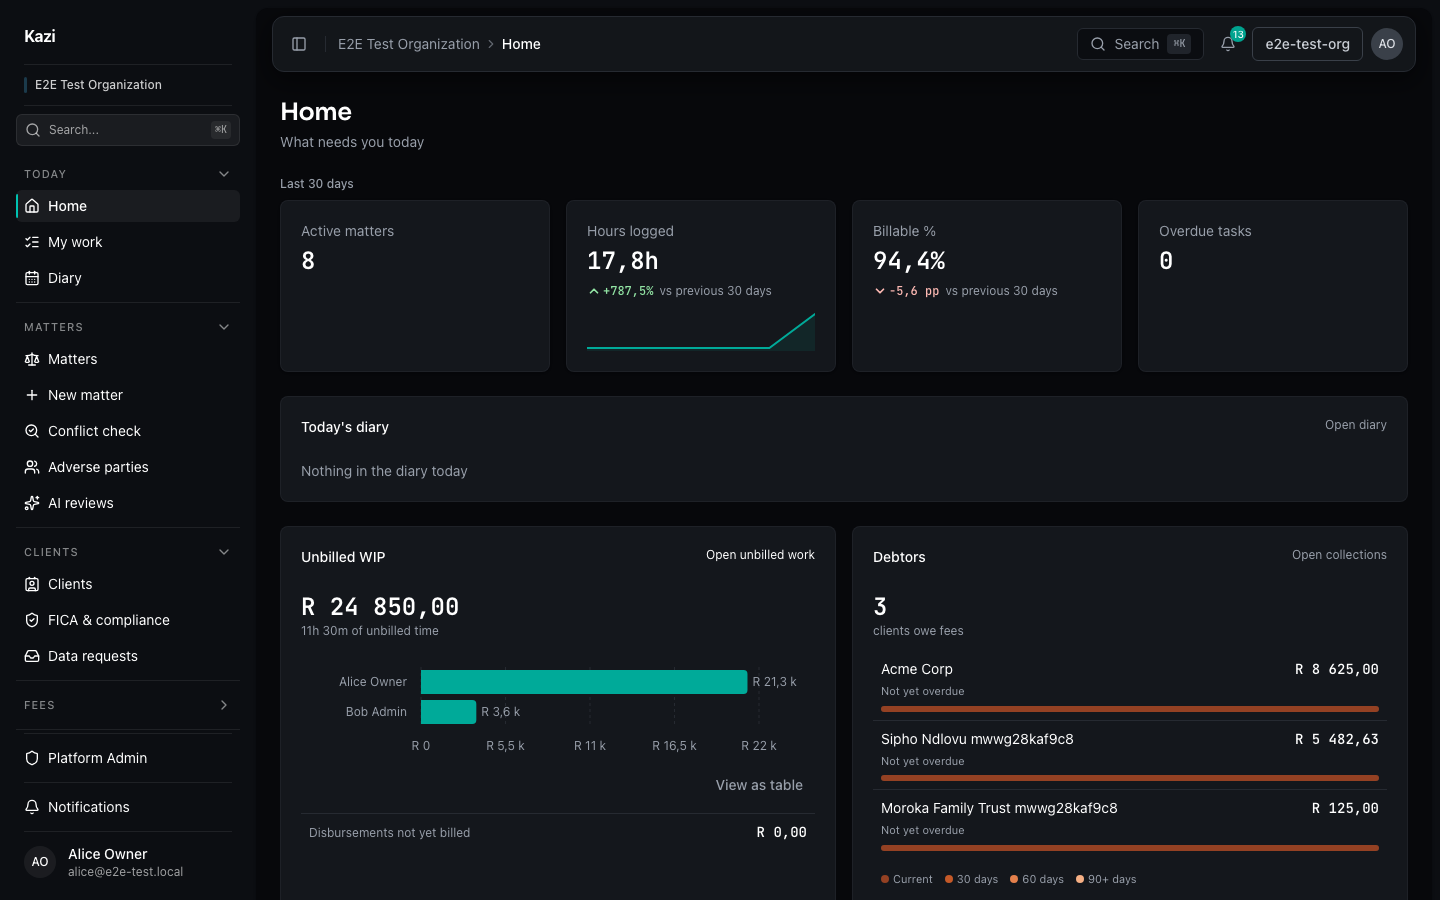 Kazi
E2E Test Organization
Search...
⌘K
TODAY
Home
My work
Diary
MATTERS
Matters
New matter
Conflict check
Adverse parties
AI reviews
CLIENTS
Clients
FICA & compliance
Data requests
FEES
Platform Admin
Notifications
AO
Alice Owner
alice@e2e-test.local
E2E Test Organization > Home
Search ⌘K
13
e2e-test-org
AO
Home
What needs you today
Last 30 days
Active matters
8
Hours logged
17,8h
+787,5% vs previous 30 days
Billable %
94,4%
-5,6 pp vs previous 30 days
Overdue tasks
0
Today's diary
Open diary
Nothing in the diary today
Unbilled WIP
Open unbilled work
R 24 850,00
11h 30m of unbilled time
Alice Owner
R 21,3 k
Bob Admin
R 3,6 k
R 0
R 5,5 k
R 11 k
R 16,5 k
R 22 k
View as table
Disbursements not yet billed
R 0,00
Debtors
Open collections
3
clients owe fees
Acme Corp
R 8 625,00
Not yet overdue
Sipho Ndlovu mwwg28kaf9c8
R 5 482,63
Not yet overdue
Moroka Family Trust mwwg28kaf9c8
R 125,00
Not yet overdue
Current
30 days
60 days
90+ days